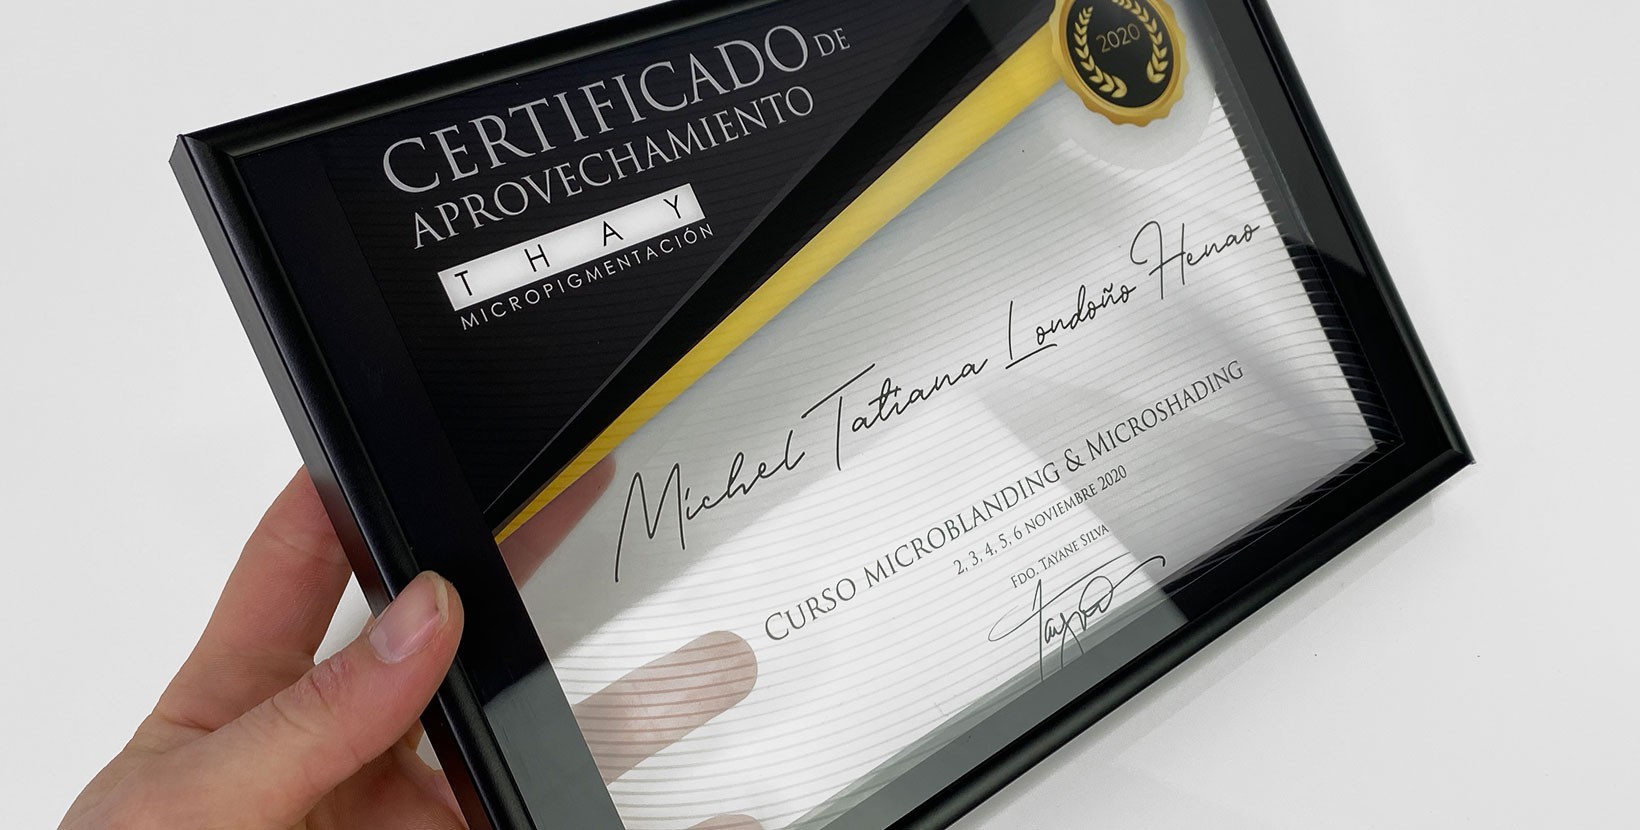 CERTIFICADO DE
APROVECHAMIENTO
THAY
MICROPIGMENTACIÓN
2020
Michel Tatiana Londoño Henao
CURSO MICROBLANDING & MICROSHADING
2, 3, 4, 5, 6 NOVIEMBRE 2020
FDO. TAYANE SILVA